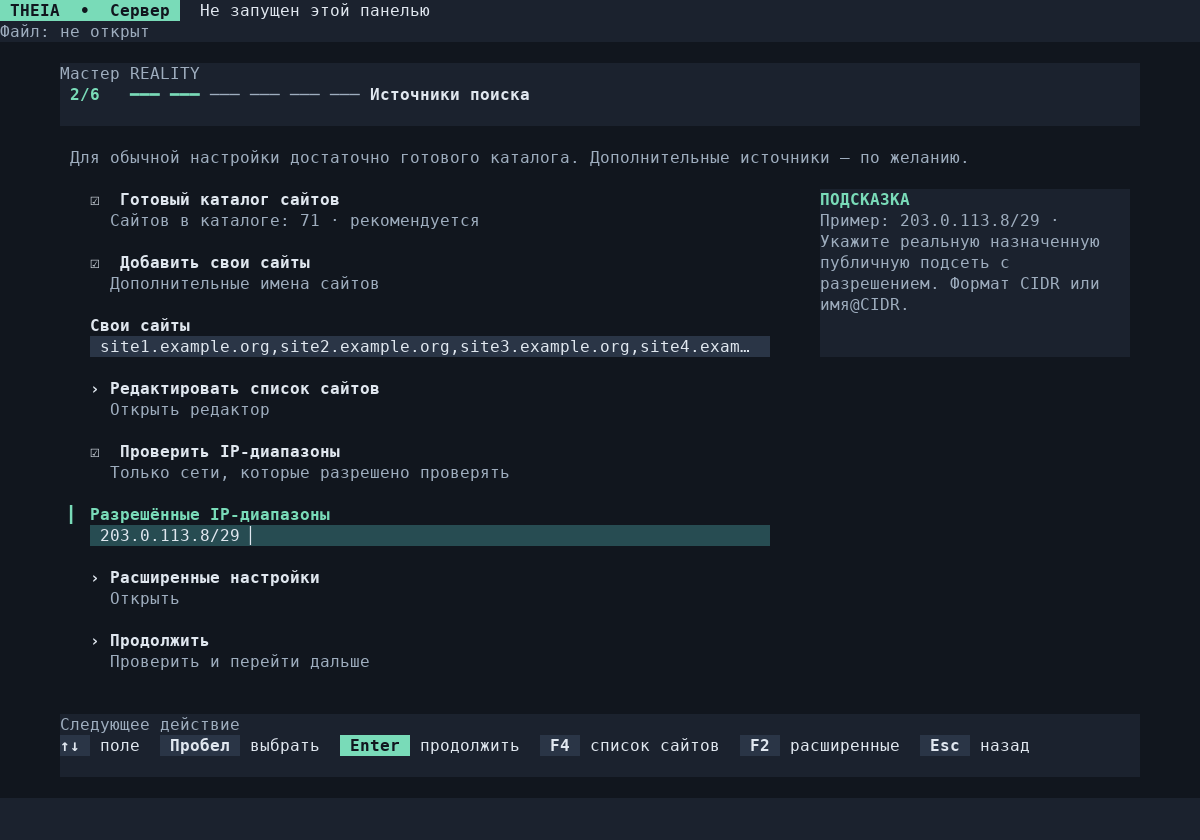 THEIA • Сервер Не запущен этой панелью
Файл: не открыт
Мастер REALITY
2/6 ━━━ ━━━ ─── ─── ─── ─── Источники поиска
Для обычной настройки достаточно готового каталога. Дополнительные источники — по желанию.
☑ Готовый каталог сайтов
Сайтов в каталоге: 71 · рекомендуется
☑ Добавить свои сайты
Дополнительные имена сайтов
Свои сайты
site1.example.org,site2.example.org,site3.example.org,site4.exam…
› Редактировать список сайтов
Открыть редактор
☑ Проверить IP-диапазоны
Только сети, которые разрешено проверять
Разрешённые IP-диапазоны
203.0.113.8/29
› Расширенные настройки
Открыть
› Продолжить
Проверить и перейти дальше
ПОДСКАЗКА
Пример: 203.0.113.8/29 ·
Укажите реальную назначенную
публичную подсеть с
разрешением. Формат CIDR или
имя@CIDR.
Следующее действие
↑↓ поле Пробел выбрать Enter продолжить F4 список сайтов F2 расширенные Esc назад